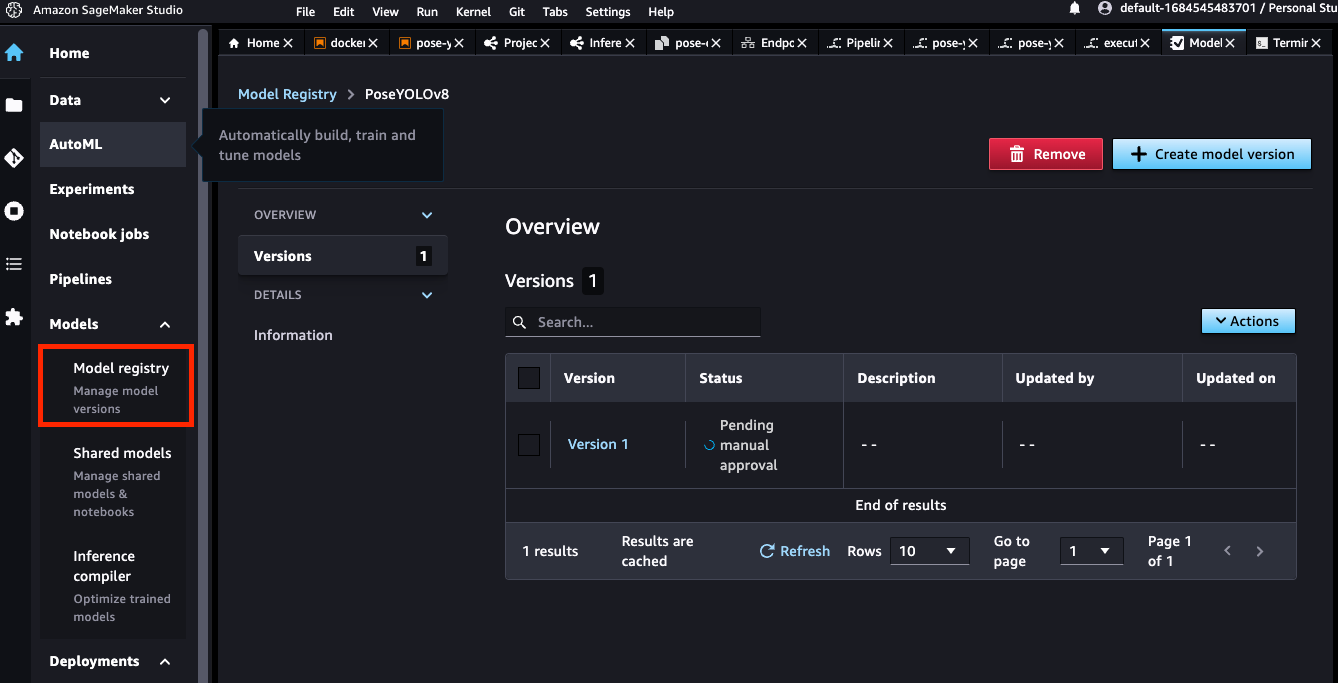 Amazon SageMaker Studio File Edit View Run Kernel Git Tabs Settings Help default-1684545483701 / Personal Stu
Home docker pose-y Projec Infere pose-c Endpc Pipelin pose-y pose-y execut Model Termir
Home
Data
AutoML
Experiments
Notebook jobs
Pipelines
Models
Model registry
Manage model
versions
Shared models
Manage shared
models &
notebooks
Inference
compiler
Optimize trained
models
Deployments
Model Registry > PoseYOLOv8
Automatically build, train and
tune models
Remove
Create model version
OVERVIEW
Versions 1
DETAILS
Information
Overview
Versions 1
Search...
Actions
Version Status Description Updated by Updated on
Version 1
Pending
manual
approval
- - - - - -
End of results
1 results
Results are
cached
Refresh
Rows 10
Go to
page
1
Page 1
of 1